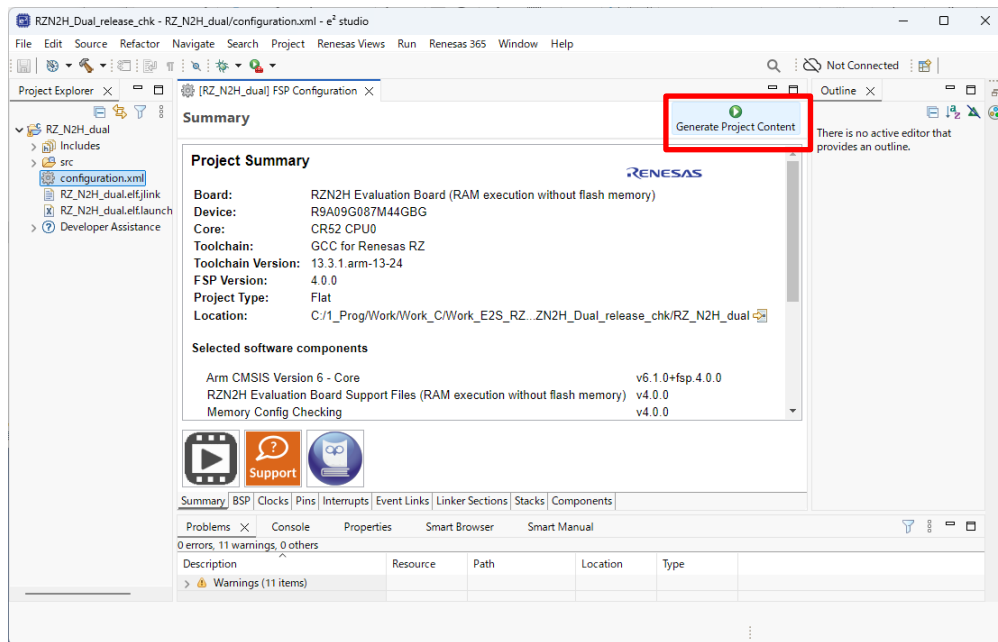 RZN2H_Dual_release_chk - RZ_N2H_dual/configuration.xml - e² studio
File Edit Source Refactor Navigate Search Project Renesas Views Run Renesas 365 Window Help
Not Connected
Project Explorer
[RZ_N2H_dual] FSP Configuration
Outline
RZ_N2H_dual
Includes
src
configuration.xml
RZ_N2H_dual.elf.jlink
RZ_N2H_dual.elf.launch
Developer Assistance
Summary
Generate Project Content
There is no active editor that
provides an outline.
Project Summary
RENESAS
Board: RZN2H Evaluation Board (RAM execution without flash memory)
Device: R9A09G087M44GBG
Core: CR52 CPU0
Toolchain: GCC for Renesas RZ
Toolchain Version: 13.3.1.arm-13-24
FSP Version: 4.0.0
Project Type: Flat
Location: C:/1_Prog/Work/Work_C/Work_E2S_RZ...ZN2H_Dual_release_chk/RZ_N2H_dual
Selected software components
Arm CMSIS Version 6 - Core v6.1.0+fsp.4.0.0
RZN2H Evaluation Board Support Files (RAM execution without flash memory) v4.0.0
Memory Config Checking v4.0.0
Support
Summary BSP Clocks Pins Interrupts Event Links Linker Sections Stacks Components
Problems Console Properties Smart Browser Smart Manual
0 errors, 11 warnings, 0 others
Description Resource Path Location Type
Warnings (11 items)